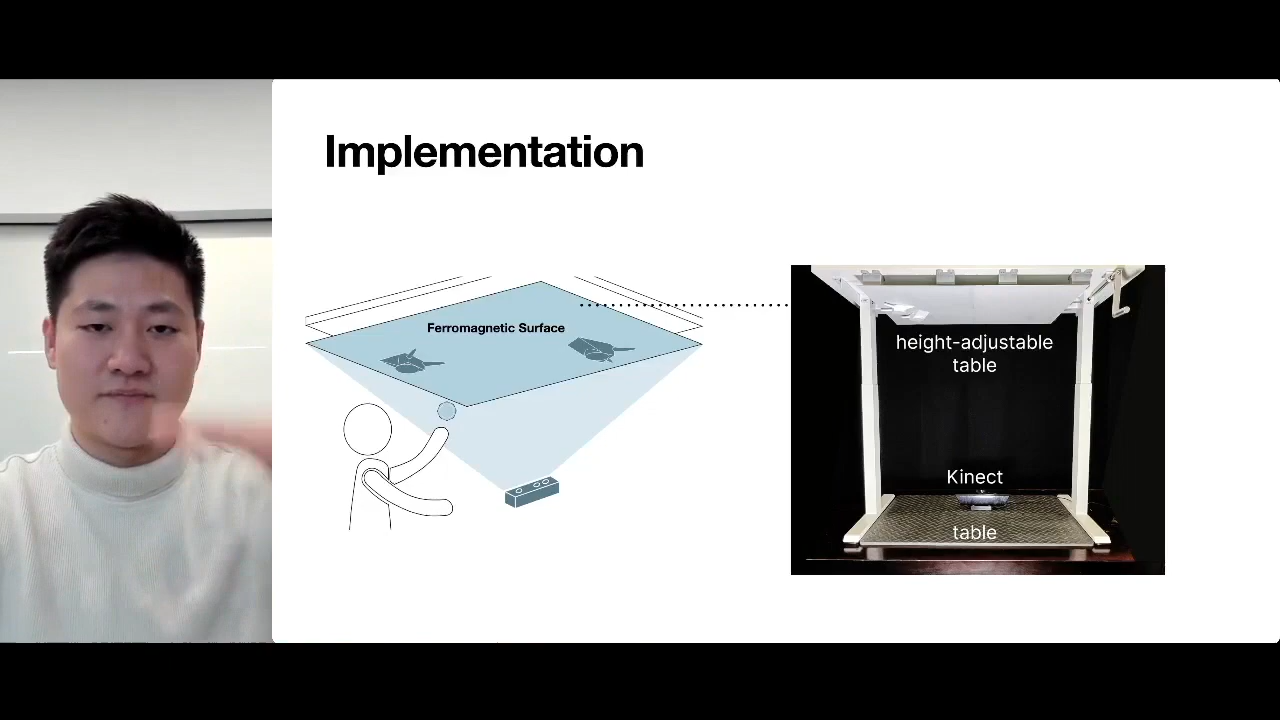 Implementation
Ferromagnetic Surface
height-adjustable
table
Kinect
table